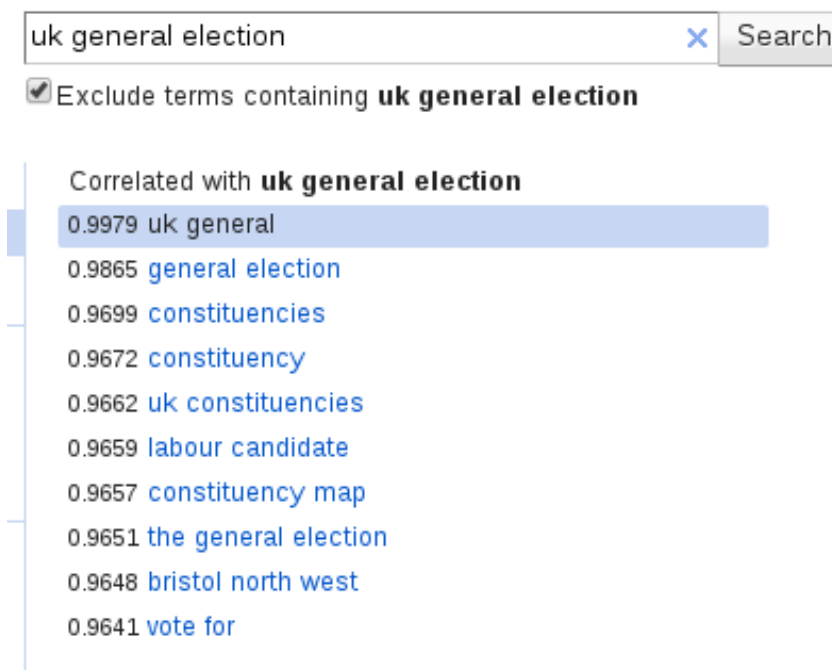 uk general election × Search
Exclude terms containing uk general election
Correlated with uk general election
0.9979 uk general
0.9865 general election
0.9699 constituencies
0.9672 constituency
0.9662 uk constituencies
0.9659 labour candidate
0.9657 constituency map
0.9651 the general election
0.9648 bristol north west
0.9641 vote for